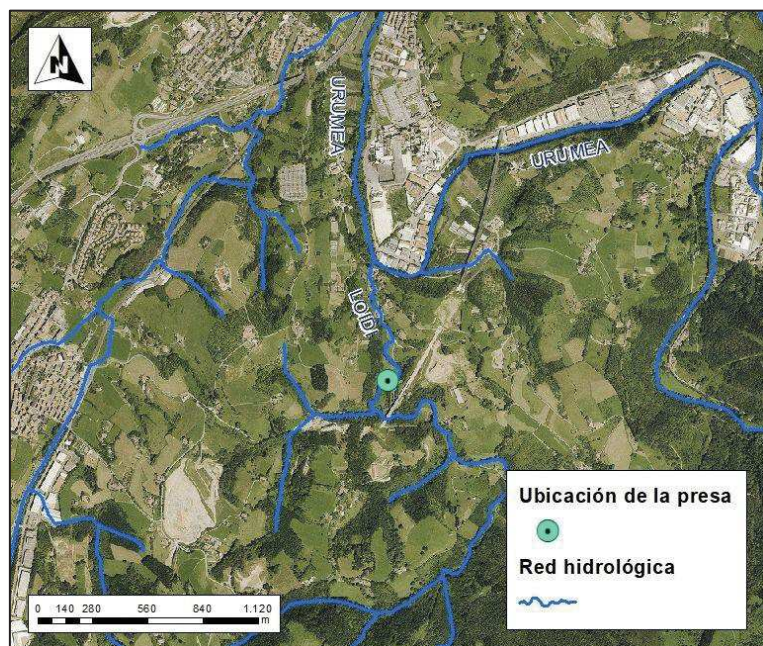 N
URUMEA
URUMEA
LOIDI
Ubicación de la presa
Red hidrológica
0 140 280 560 840 1.120
m